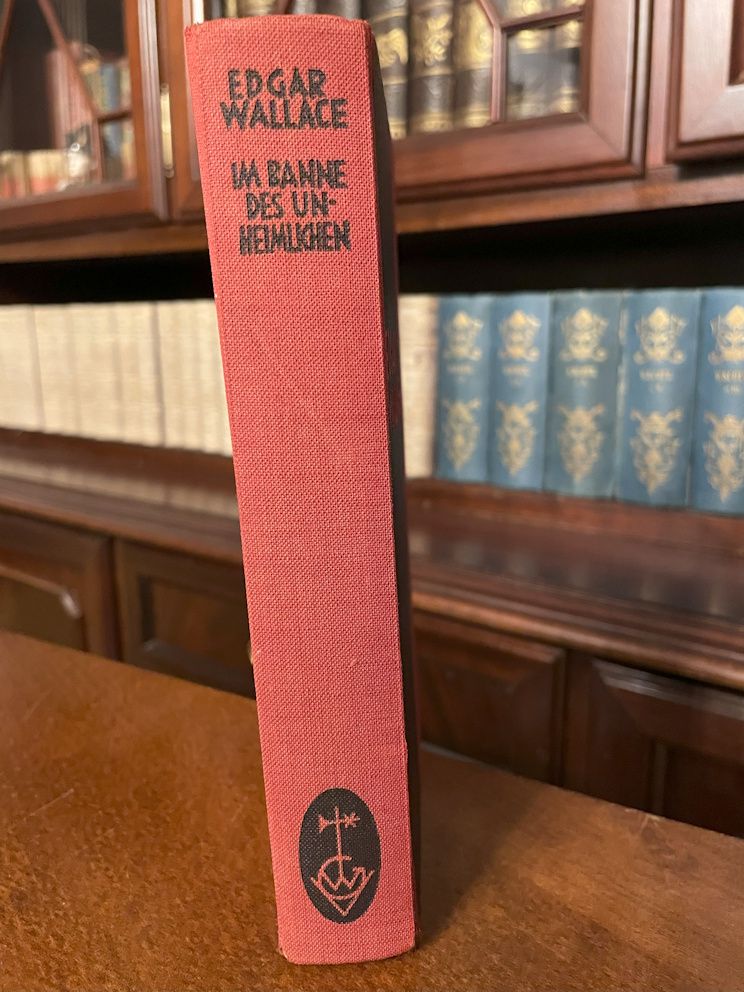 EDGAR
WALLACE
IM BANNE
DES UN-
HEIMLICHEN